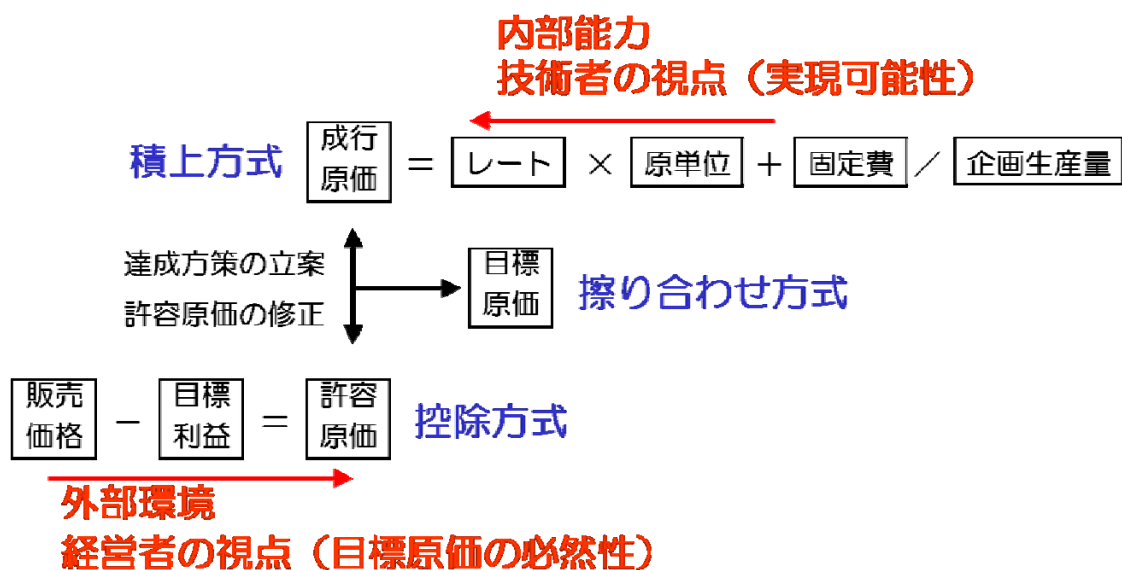 内部能力
技術者の視点（実現可能性）
積上方式 成行原価 ＝ レート × 原単位 ＋ 固定費 ／ 企画生産量
達成方策の立案
許容原価の修正
目標原価 擦り合わせ方式
販売価格 － 目標利益 ＝ 許容原価 控除方式
外部環境
経営者の視点（目標原価の必然性）